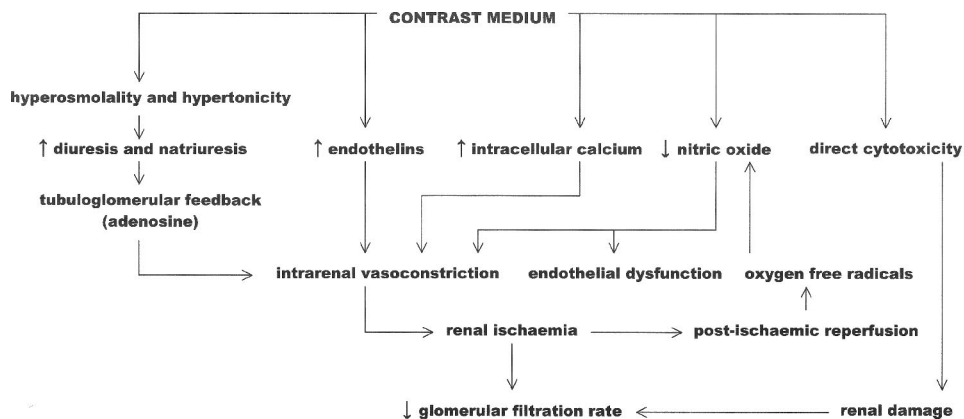 CONTRAST MEDIUM
hyperosmolality and hypertonicity
↑ diuresis and natriuresis
↑ endothelins
↑ intracellular calcium
↓ nitric oxide
direct cytotoxicity
tubuloglomerular feedback
(adenosine)
intrarenal vasoconstriction
endothelial dysfunction
oxygen free radicals
renal ischaemia
post-ischaemic reperfusion
↓ glomerular filtration rate
renal damage